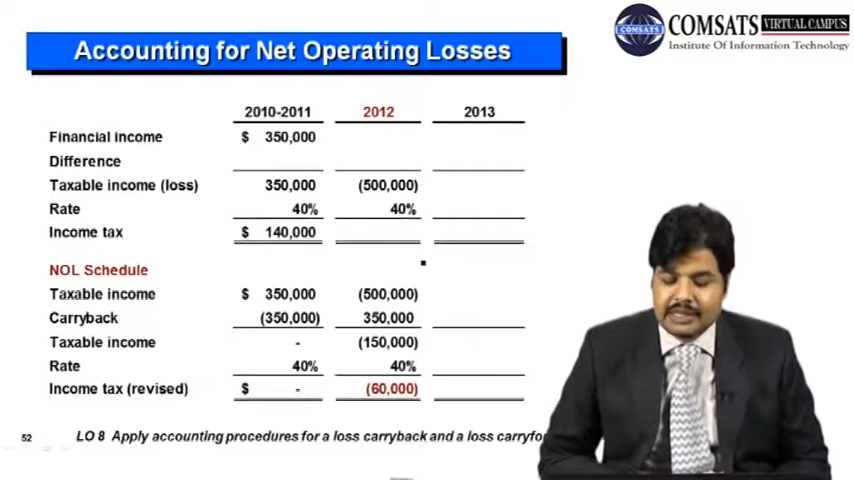 Accounting for Net Operating Losses
COMSATS
COMSATS VIRTUAL CAMPUS
Institute Of Information Technology
2010-2011 2012 2013
Financial income $ 350,000
Difference
Taxable income (loss) 350,000 (500,000)
Rate 40% 40%
Income tax $ 140,000
NOL Schedule
Taxable income $ 350,000 (500,000)
Carryback (350,000) 350,000
Taxable income - (150,000)
Rate 40% 40%
Income tax (revised) $ - (60,000)
52 LO 8 Apply accounting procedures for a loss carryback and a loss carryfo